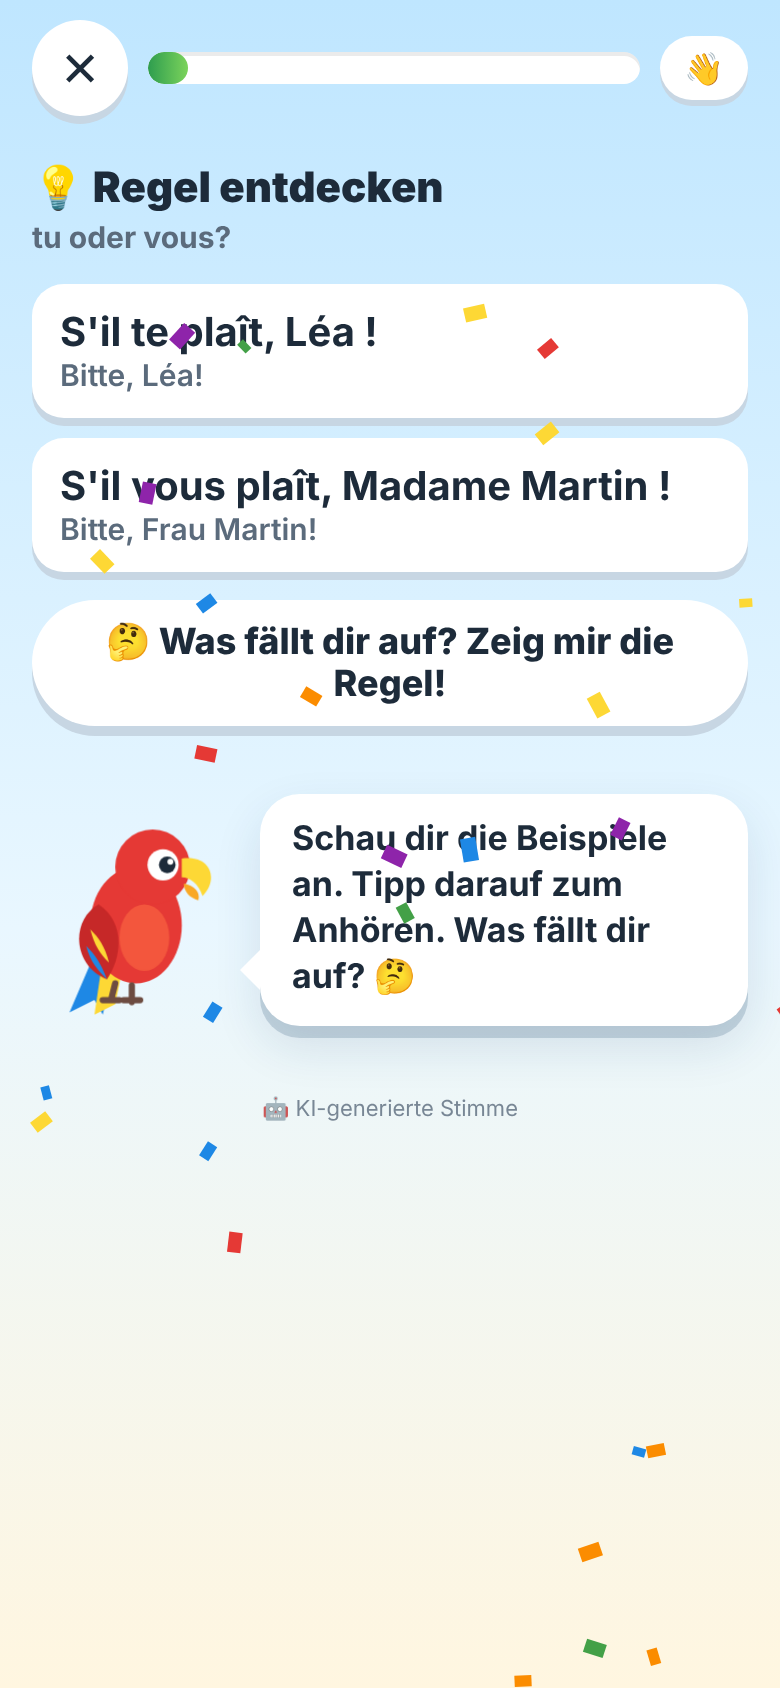 Regel entdecken
tu oder vous?
S'il te plaît, Léa !
Bitte, Léa!
S'il vous plaît, Madame Martin !
Bitte, Frau Martin!
Was fällt dir auf? Zeig mir die
Regel!
Schau dir die Beispiele
an. Tipp darauf zum
Anhören. Was fällt dir
auf?
KI-generierte Stimme